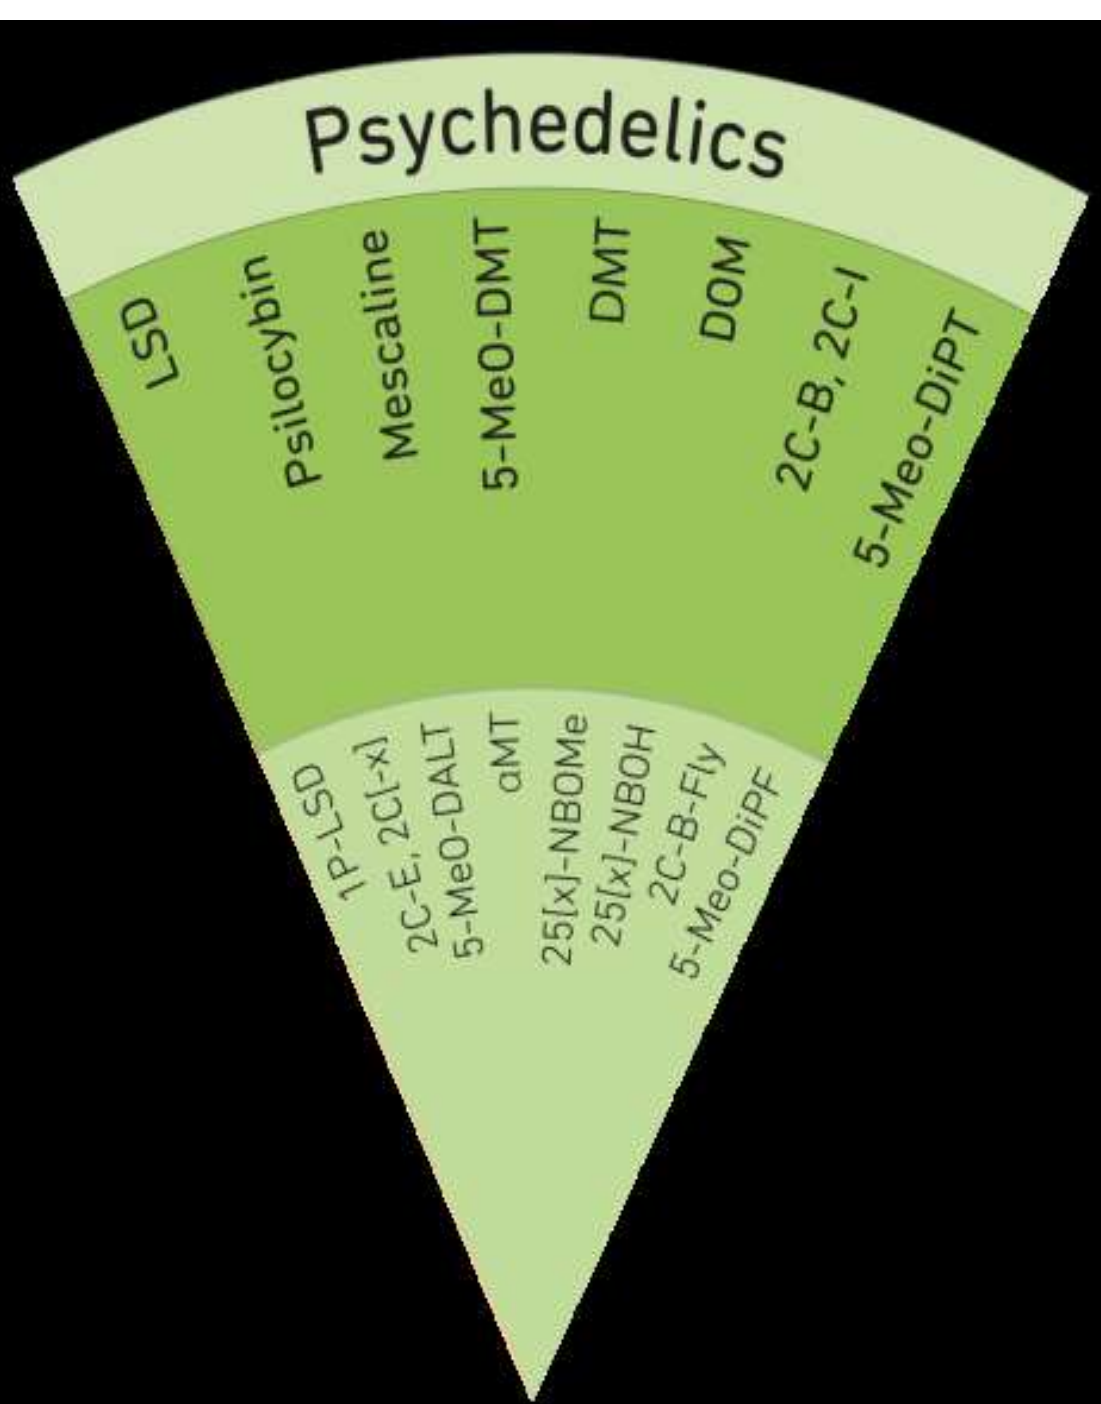 Psychedelics
LSD
Psilocybin
Mescaline
5-MeO-DMT
DMT
DOM
2C-B, 2C-I
5-Meo-DiPT
1P-LSD
2C-E, 2C[-x]
5-MeO-DALT
αMT
25[x]-NBOMe
25[x]-NBOH
2C-B-Fly
5-Meo-DiPF